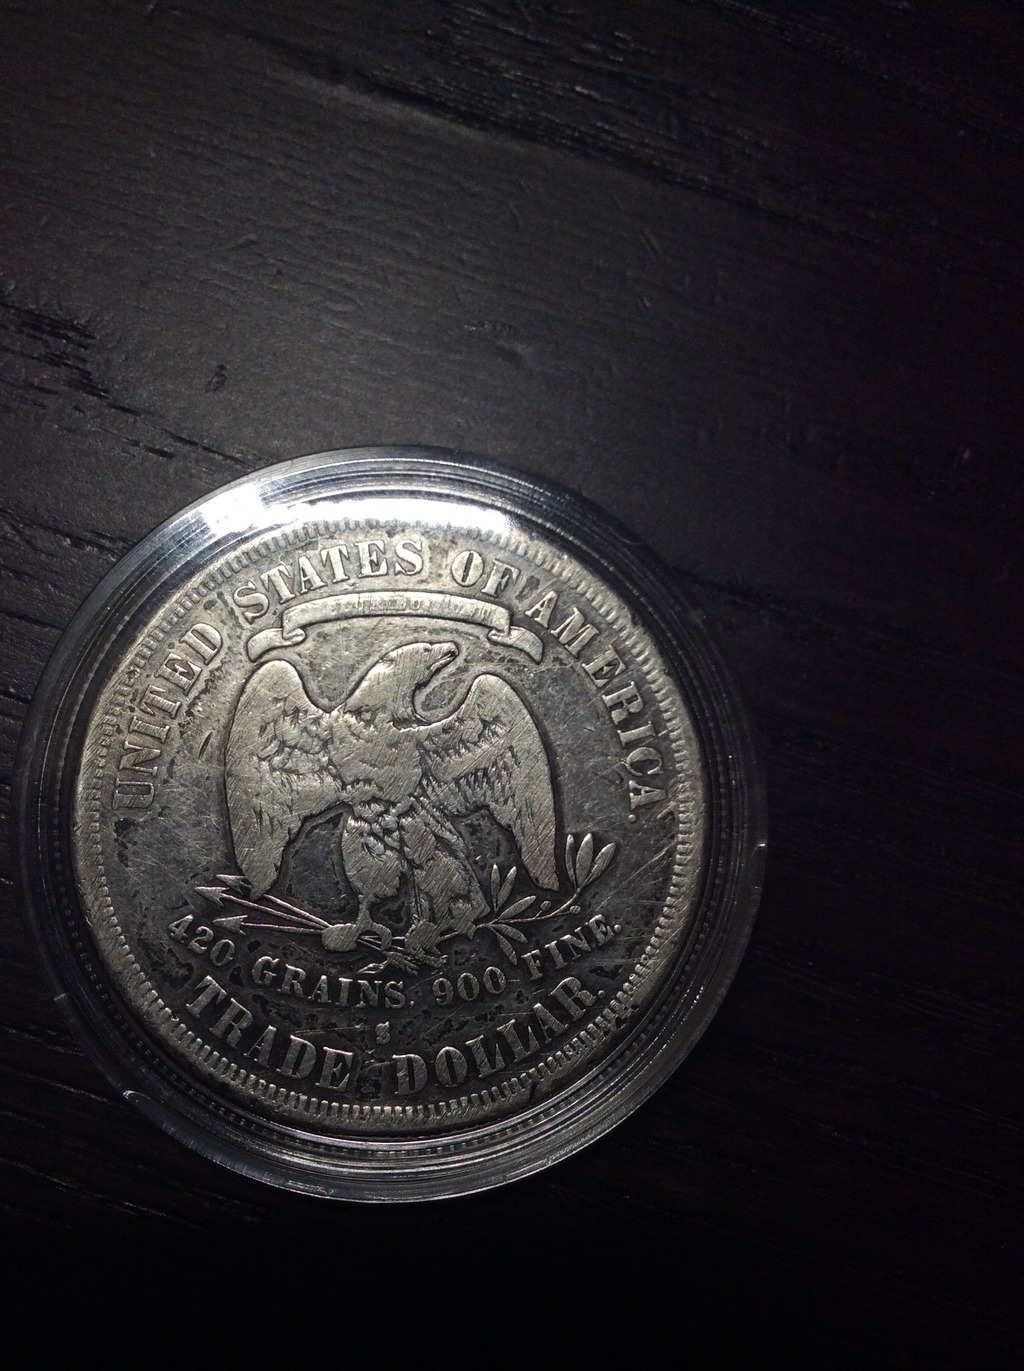 UNITED STATES OF AMERICA.
420 GRAINS, 900 FINE.
S
TRADE DOLLAR.